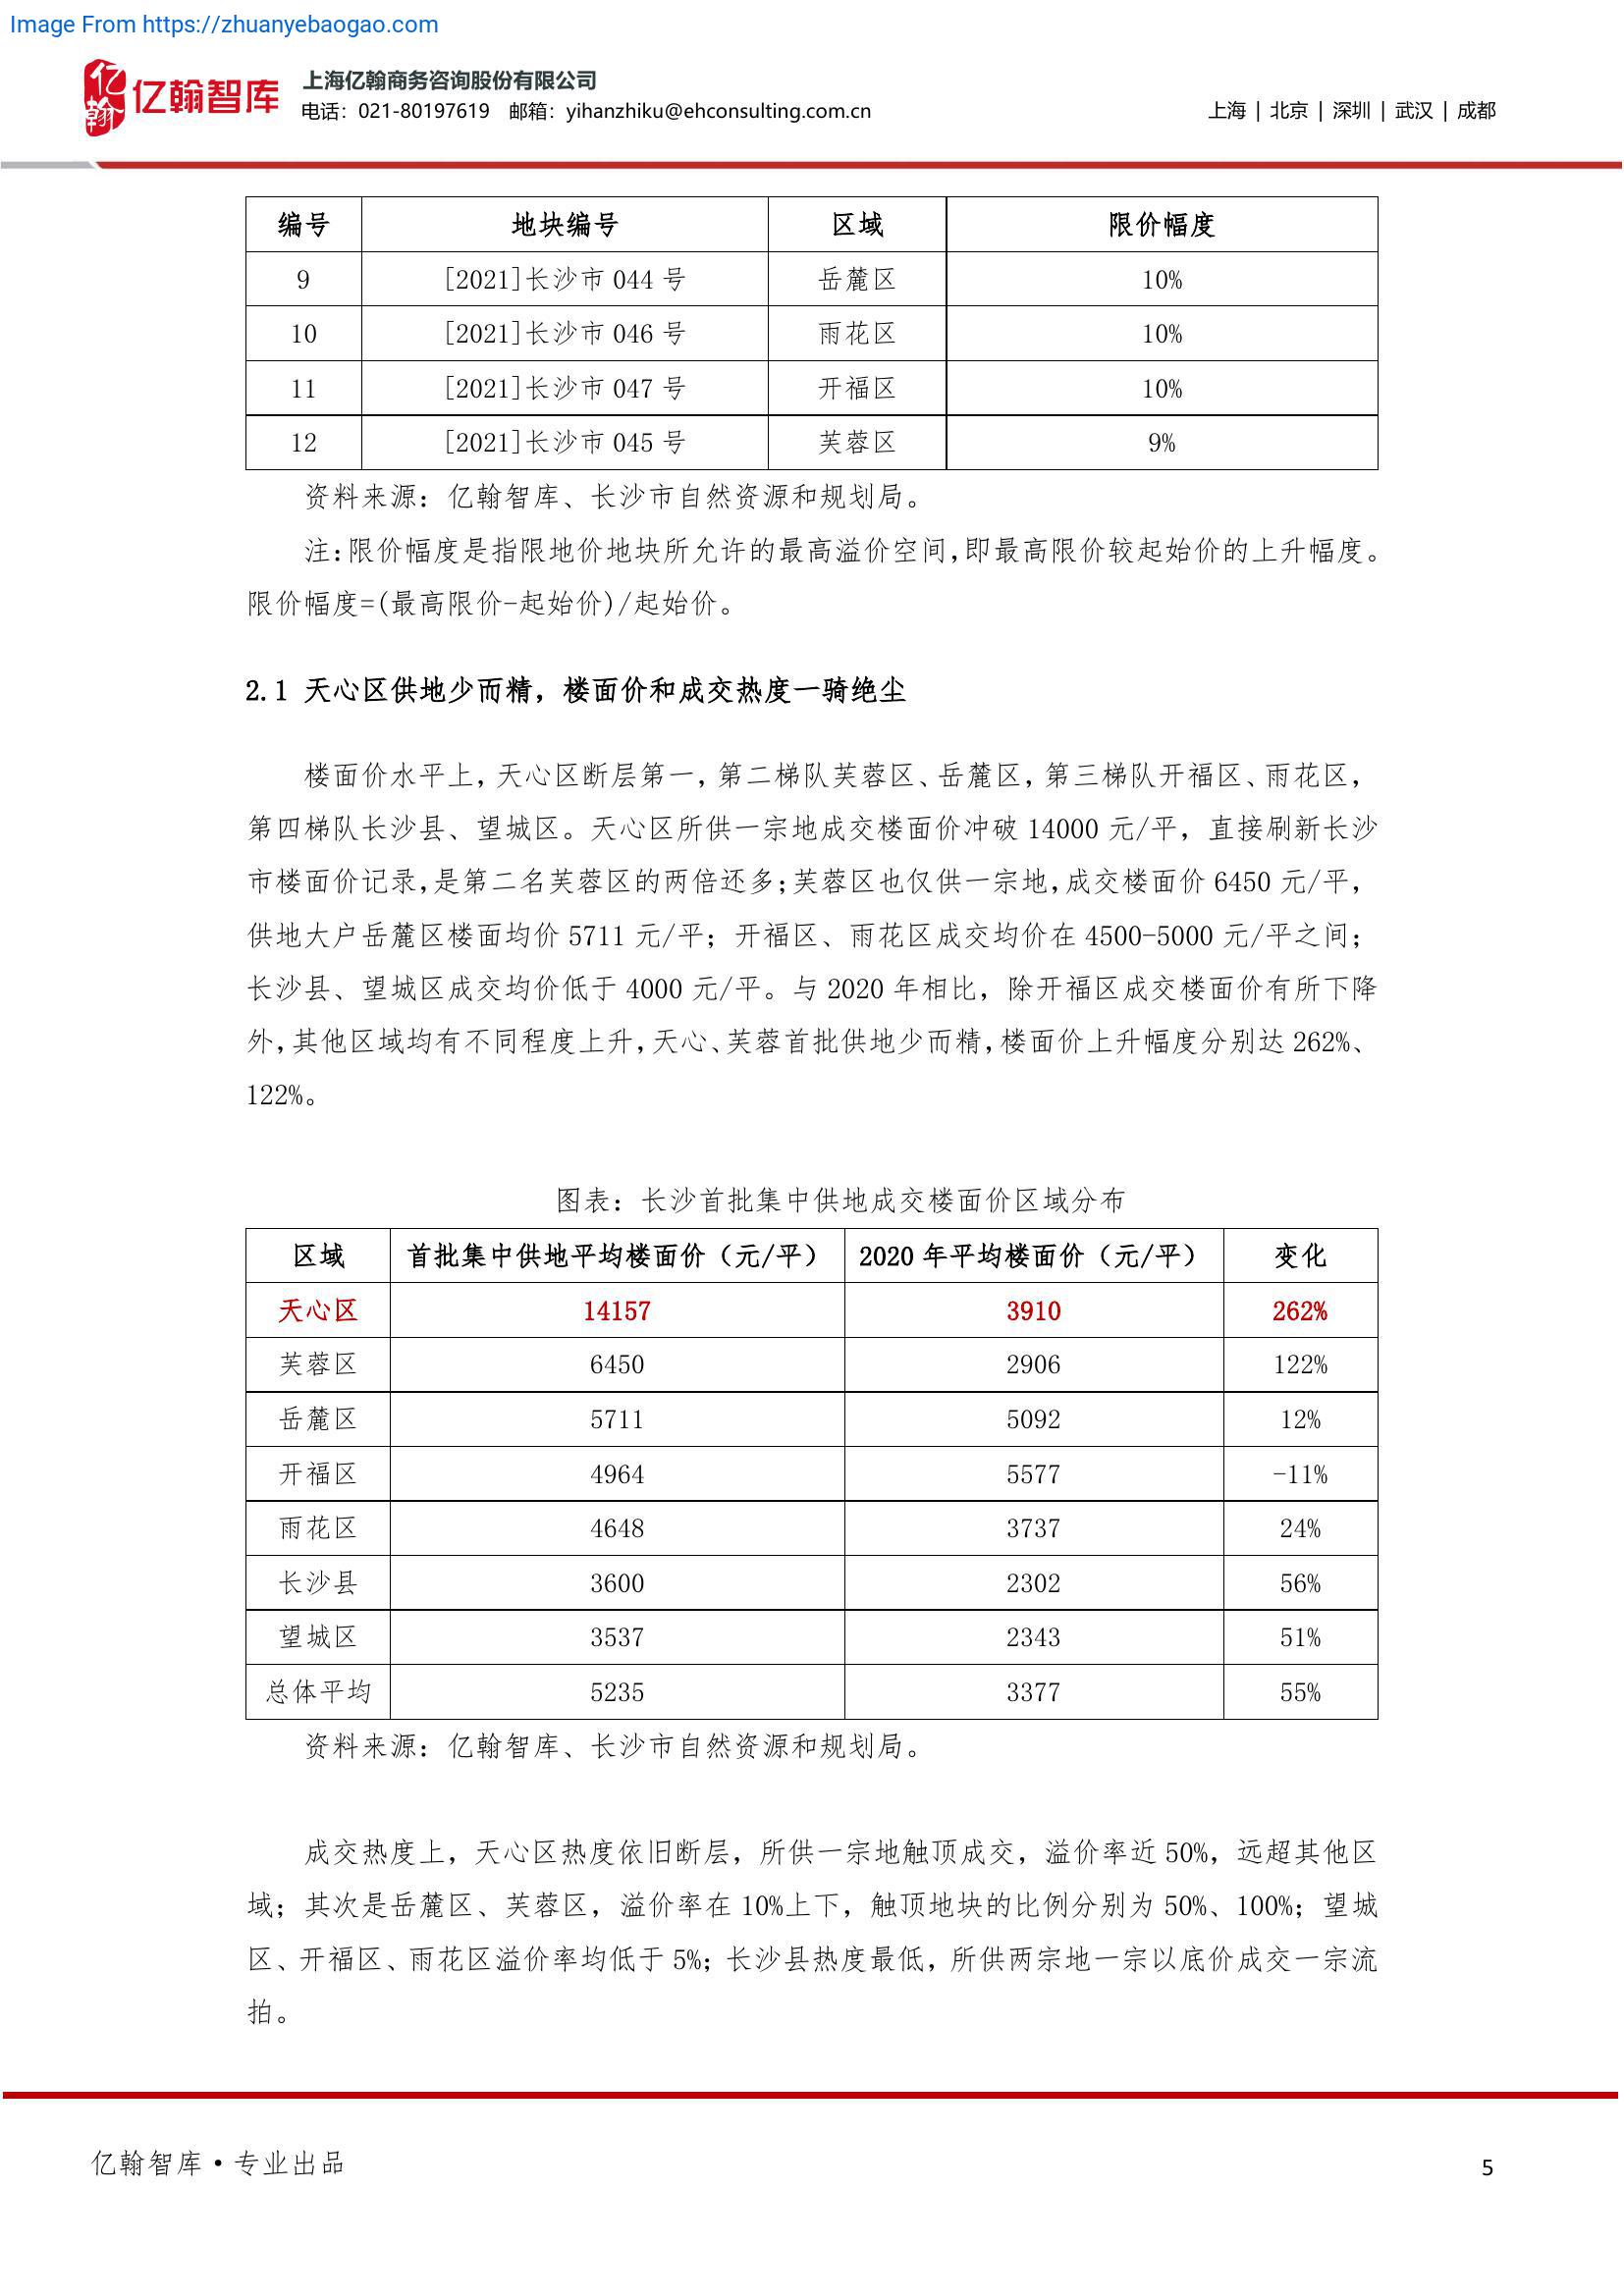 Image From https://zhuanyebaogao.com
亿翰
亿翰智库
上海亿翰商务咨询股份有限公司
电话：021-80197619 邮箱：yihanzhiku@ehconsulting.com.cn
上海 | 北京 | 深圳 | 武汉 | 成都
编号 地块编号 区域 限价幅度
9 [2021]长沙市 044 号 岳麓区 10%
10 [2021]长沙市 046 号 雨花区 10%
11 [2021]长沙市 047 号 开福区 10%
12 [2021]长沙市 045 号 芙蓉区 9%
资料来源：亿翰智库、长沙市自然资源和规划局。
注：限价幅度是指限地价地块所允许的最高溢价空间，即最高限价较起始价的上升幅度。
限价幅度=(最高限价-起始价)/起始价。
2.1 天心区供地少而精，楼面价和成交热度一骑绝尘
楼面价水平上，天心区断层第一，第二梯队芙蓉区、岳麓区，第三梯队开福区、雨花区，
第四梯队长沙县、望城区。天心区所供一宗地成交楼面价冲破 14000 元/平，直接刷新长沙
市楼面价记录，是第二名芙蓉区的两倍还多；芙蓉区也仅供一宗地，成交楼面价 6450 元/平，
供地大户岳麓区楼面均价 5711 元/平；开福区、雨花区成交均价在 4500-5000 元/平之间；
长沙县、望城区成交均价低于 4000 元/平。与 2020 年相比，除开福区成交楼面价有所下降
外，其他区域均有不同程度上升，天心、芙蓉首批供地少而精，楼面价上升幅度分别达 262%、
122%。
图表：长沙首批集中供地成交楼面价区域分布
区域 首批集中供地平均楼面价（元/平） 2020 年平均楼面价（元/平） 变化
天心区 14157 3910 262%
芙蓉区 6450 2906 122%
岳麓区 5711 5092 12%
开福区 4964 5577 -11%
雨花区 4648 3737 24%
长沙县 3600 2302 56%
望城区 3537 2343 51%
总体平均 5235 3377 55%
资料来源：亿翰智库、长沙市自然资源和规划局。
成交热度上，天心区热度依旧断层，所供一宗地触顶成交，溢价率近 50%，远超其他区
域；其次是岳麓区、芙蓉区，溢价率在 10%上下，触顶地块的比例分别为 50%、100%；望城
区、开福区、雨花区溢价率均低于 5%；长沙县热度最低，所供两宗地一宗以底价成交一宗流
拍。
亿翰智库·专业出品
5